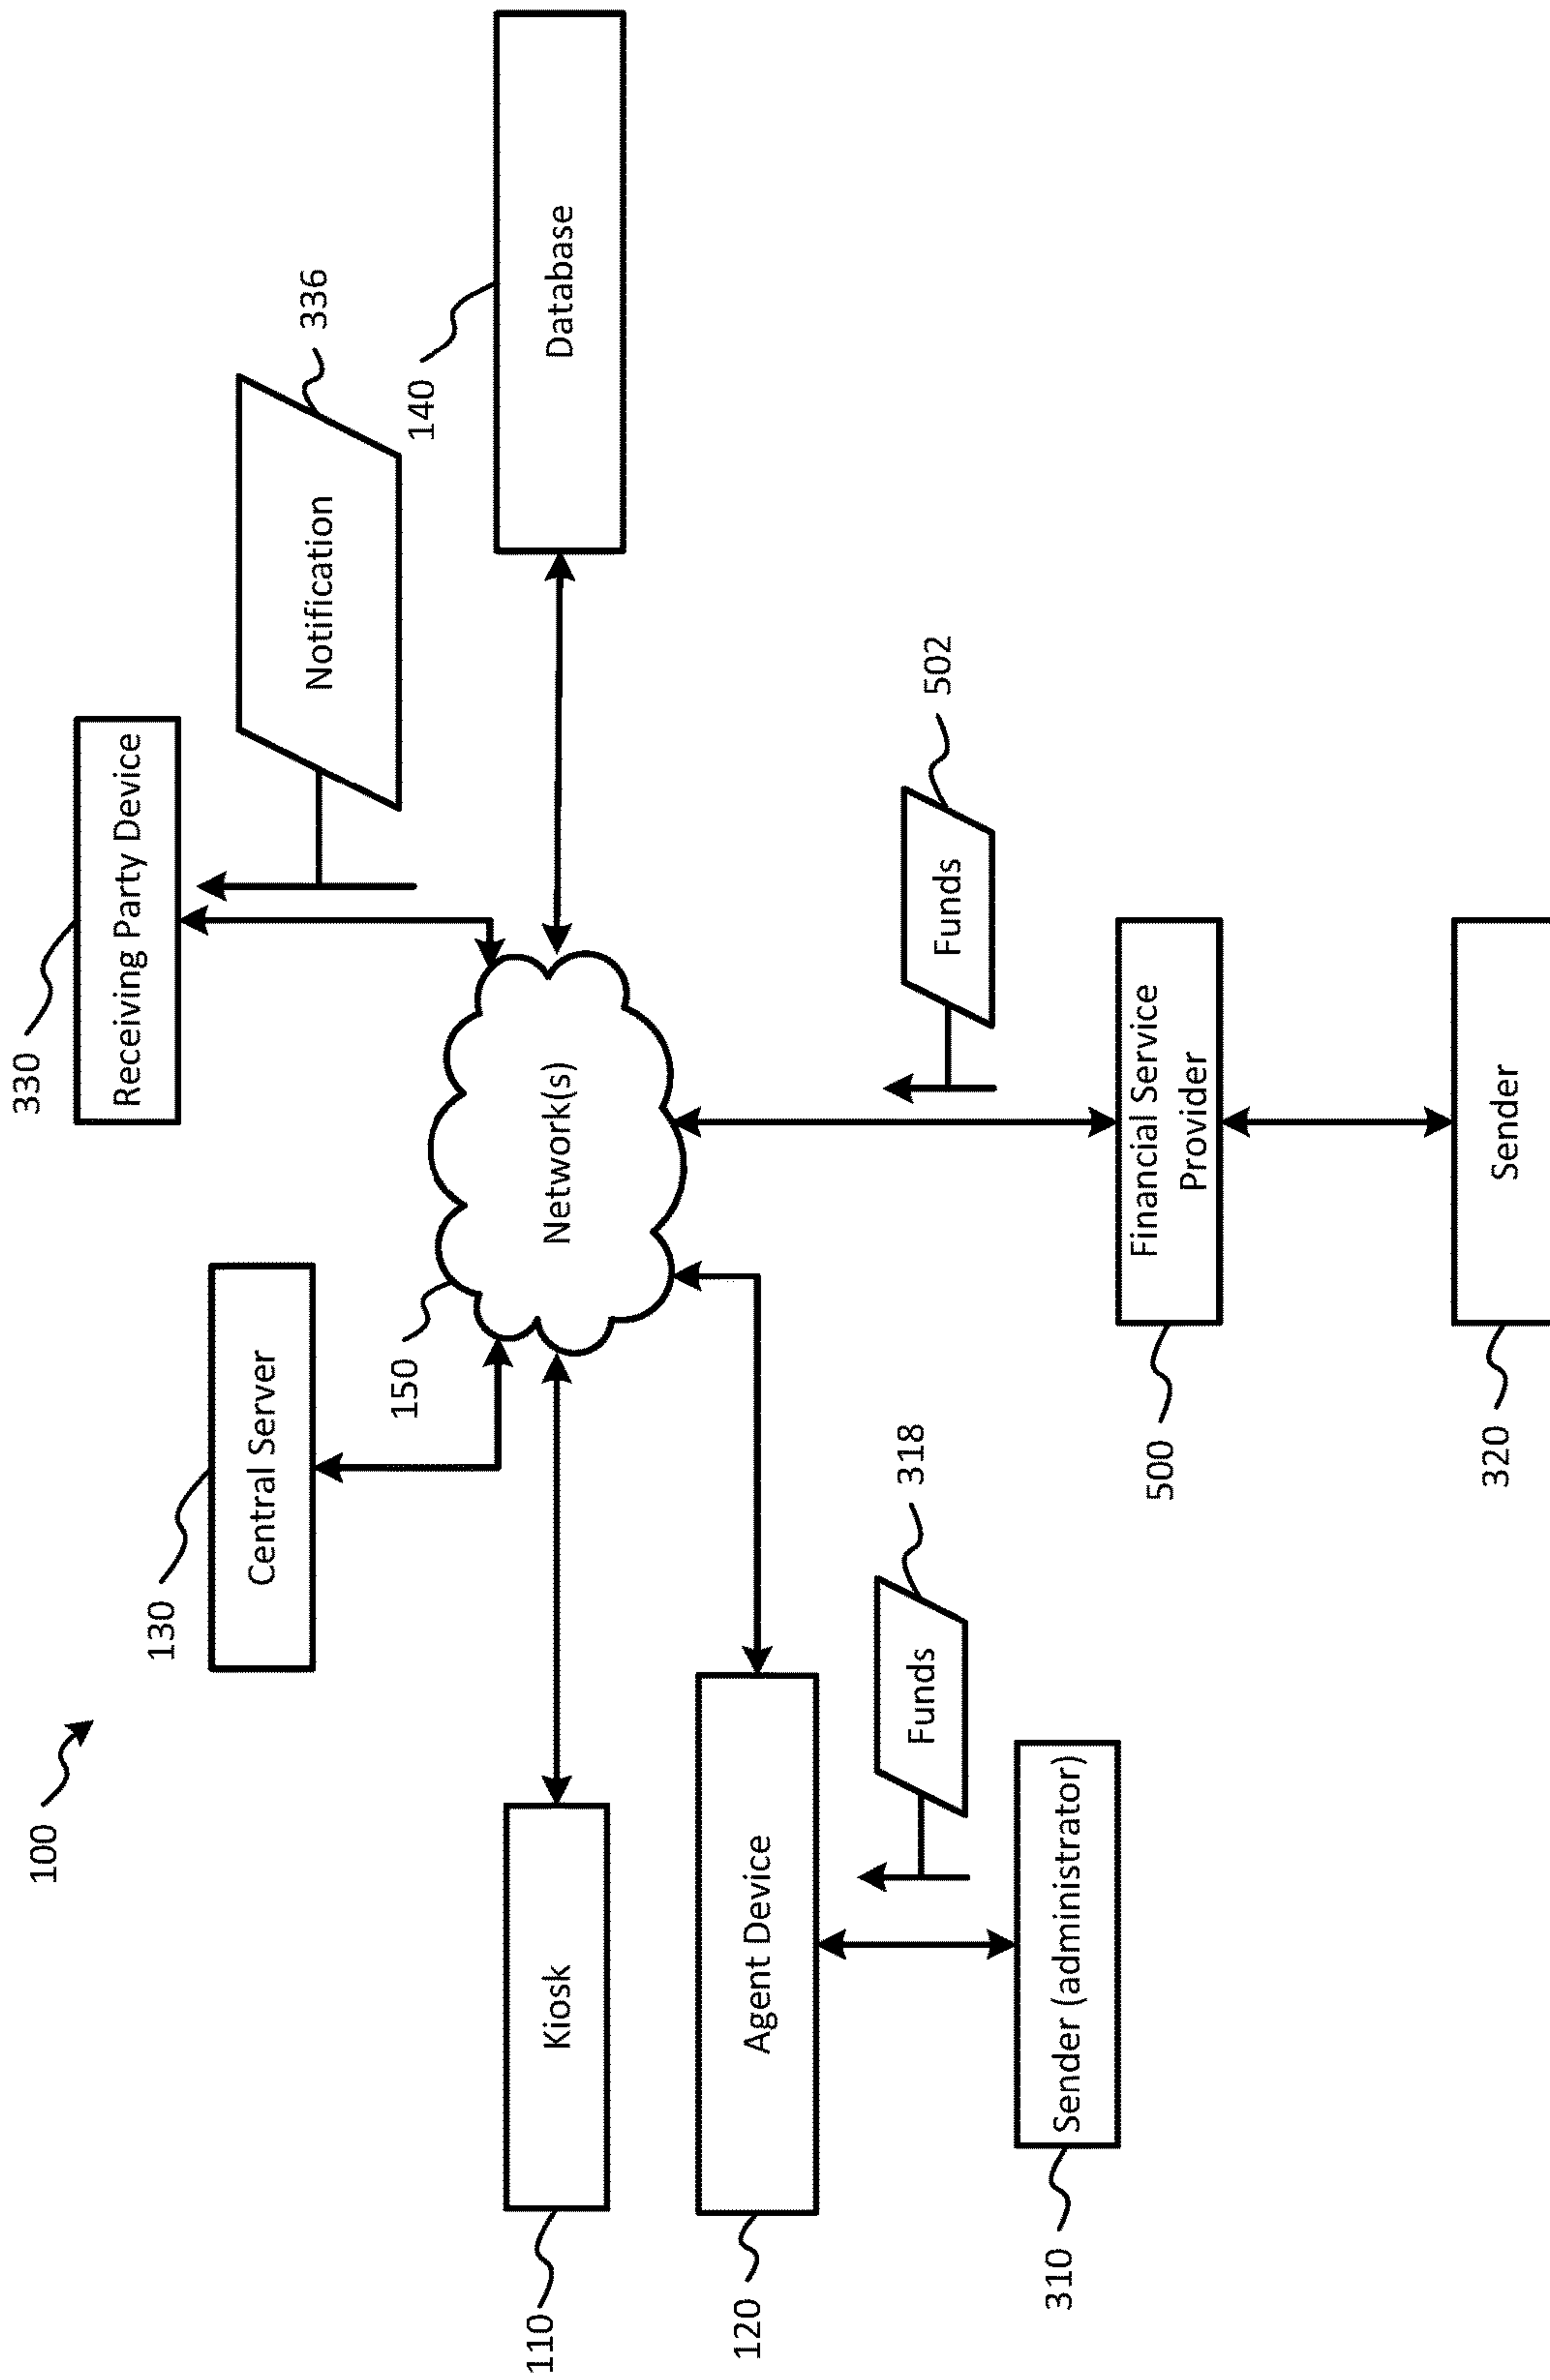 100
330
Receiving Party Device
130
Central Server
Notification
336
150
Network(s)
140
Database
110
Kiosk
120
Agent Device
Funds
318
Funds
502
310
Sender (administrator)
500
Financial Service
Provider
320
Sender